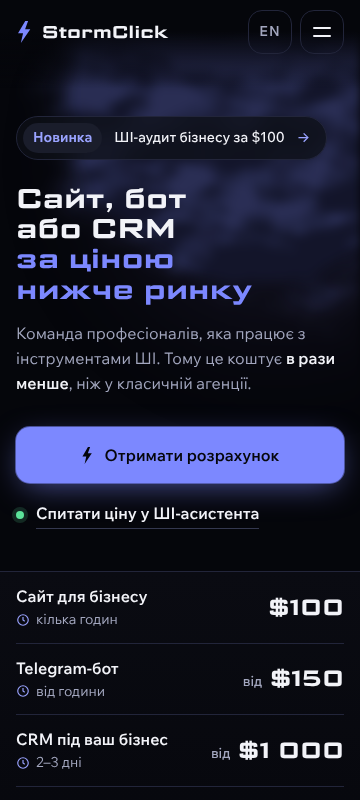 StormClick
EN
Новинка ШІ-аудит бізнесу за $100 →
Сайт, бот
або CRM
за ціною
нижче ринку
Команда професіоналів, яка працює з
інструментами ШІ. Тому це коштує в рази
менше, ніж у класичній агенції.
Отримати розрахунок
Спитати ціну у ШІ-асистента
Сайт для бізнесу
$100
кілька годин
Telegram-бот
від $150
від години
CRM під ваш бізнес
від $1 000
2–3 дні